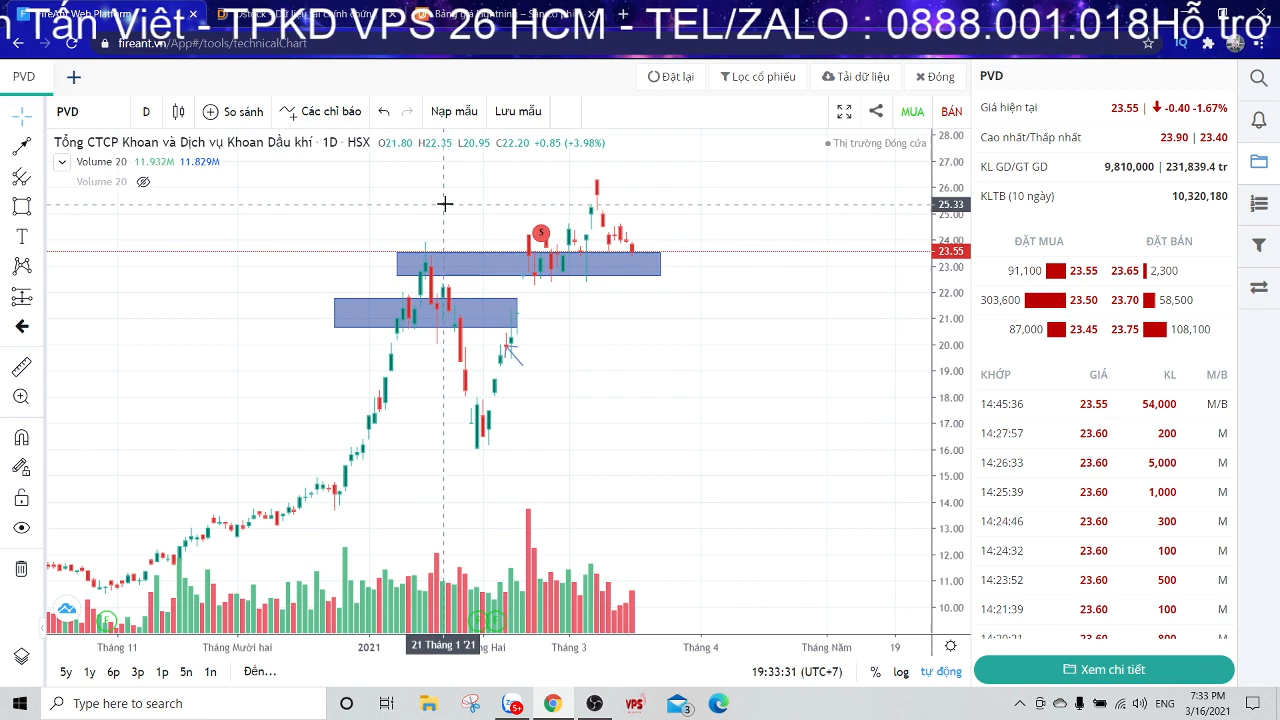 n Tấn Việt - TPKD VPS 26 HCM - TEL/ZALO : 0888.001.018Hỗ trợ
fireant.vn/App#/tools/technicalChart
IQ
PVD
Đặt lại
Lọc cổ phiếu
Tải dữ liệu
Đóng
PVD
D
So sánh
Các chỉ báo
Nạp mẫu
Lưu mẫu
MUA
BÁN
Tổng CTCP Khoan và Dịch vụ Khoan Dầu khí · 1D · HSX O21.80 H22.35 L20.95 C22.20 +0.85 (+3.98%)
Thị trường Đóng cửa
Volume 20 11.932M 11.829M
Volume 20
S
28.00
27.00
26.00
25.33
25.00
24.00
23.55
23.00
22.00
21.00
20.00
19.00
18.00
17.00
16.00
15.00
14.00
13.00
12.00
11.00
10.00
Tháng 11
Tháng Mười hai
2021
21 Tháng 1 '21
Hai
Tháng 3
Tháng 4
Tháng Năm
19
5y 1y 6p 3p 1p 5n 1n Đến...
19:33:31 (UTC+7) % log tự động
PVD
Giá hiện tại 23.55 | -0.40 -1.67%
Cao nhất/Thấp nhất 23.90 | 23.40
KL GD/GT GD 9,810,000 | 231,839.4 tr
KLTB (10 ngày) 10,320,180
ĐẶT MUA ĐẶT BÁN
91,100 23.55 23.65 2,300
303,600 23.50 23.70 58,500
87,000 23.45 23.75 108,100
KHỚP GIÁ KL M/B
14:45:36 23.55 54,000 M/B
14:27:57 23.60 200 M
14:26:33 23.60 5,000 M
14:25:39 23.60 1,000 M
14:24:46 23.60 300 M
14:24:32 23.60 100 M
14:23:52 23.60 500 M
14:21:39 23.60 100 M
Xem chi tiết
Type here to search
5+
VPS
3
ENG
7:33 PM
3/16/2021